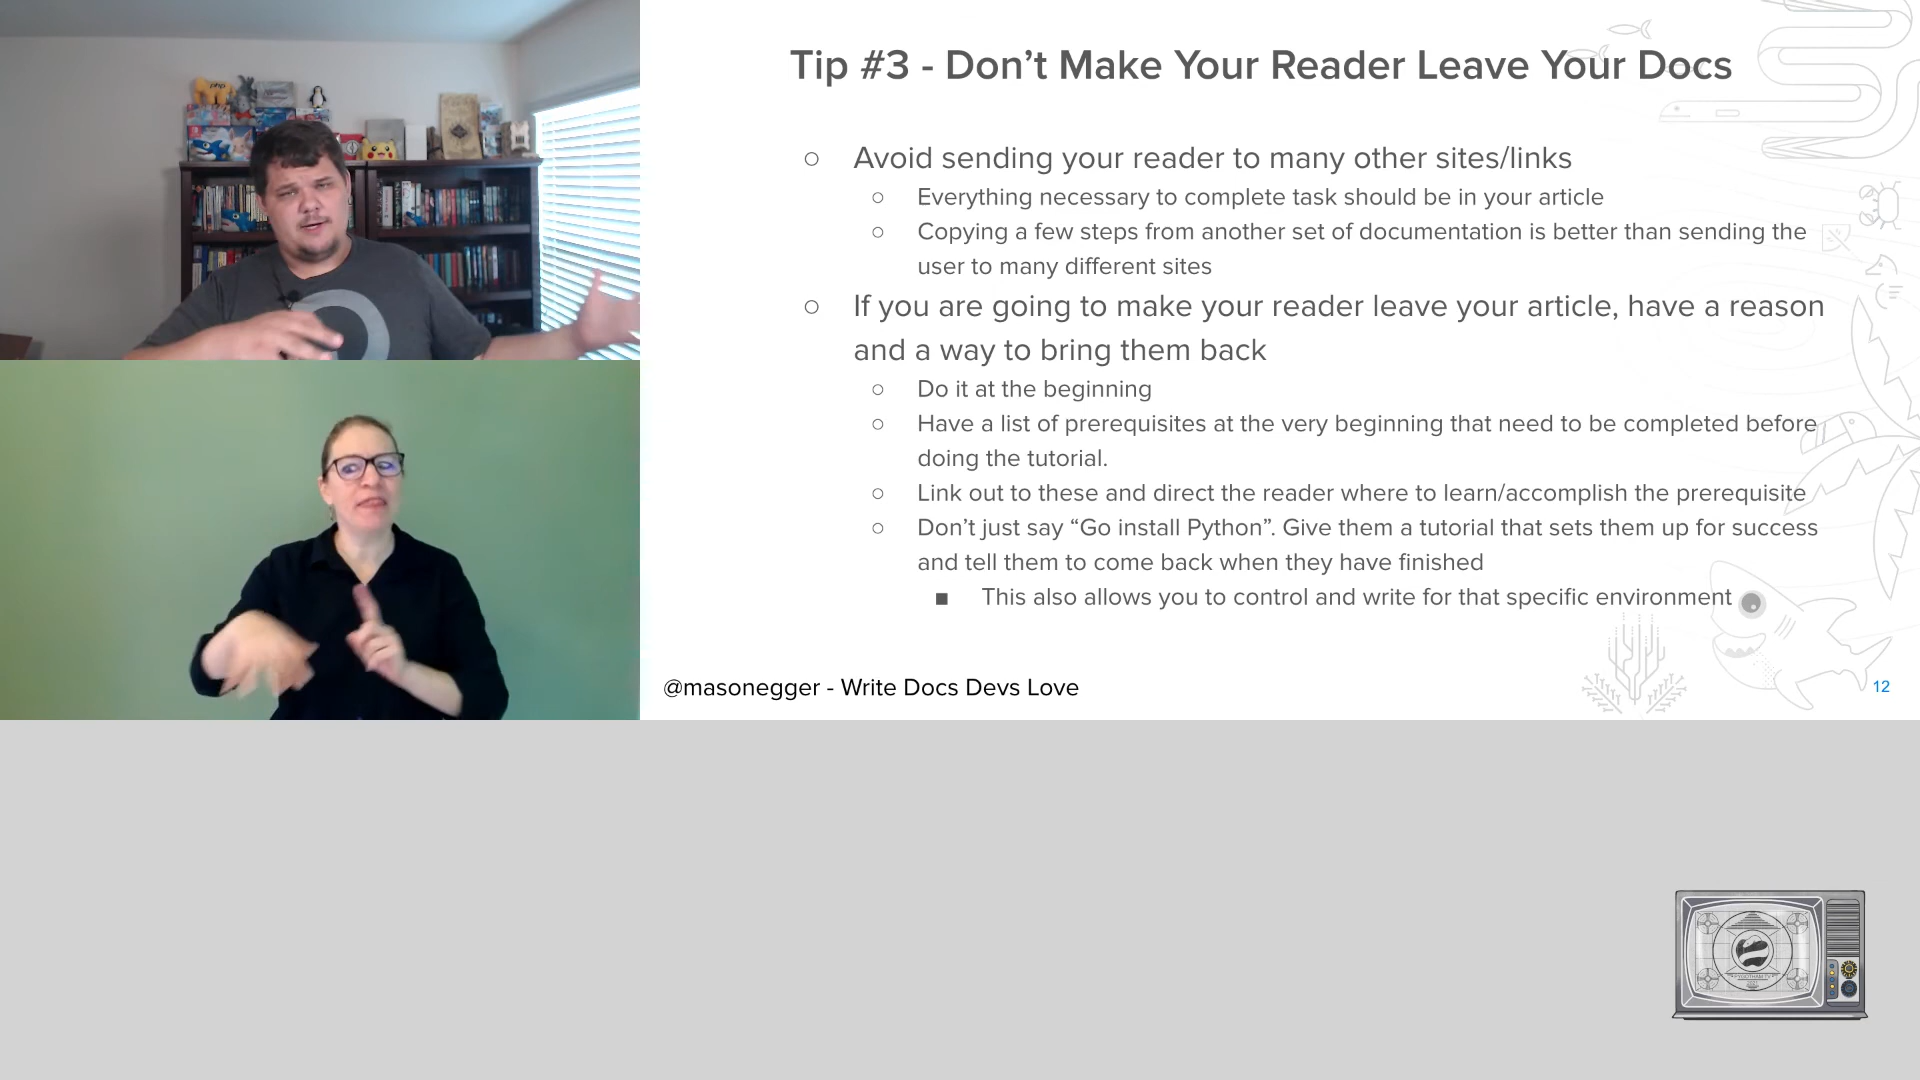 Tip #3 - Don’t Make Your Reader Leave Your Docs
Avoid sending your reader to many other sites/links
Everything necessary to complete task should be in your article
Copying a few steps from another set of documentation is better than sending the
user to many different sites
If you are going to make your reader leave your article, have a reason
and a way to bring them back
Do it at the beginning
Have a list of prerequisites at the very beginning that need to be completed before
doing the tutorial.
Link out to these and direct the reader where to learn/accomplish the prerequisite
Don’t just say “Go install Python”. Give them a tutorial that sets them up for success
and tell them to come back when they have finished
This also allows you to control and write for that specific environment
@masonegger - Write Docs Devs Love
12